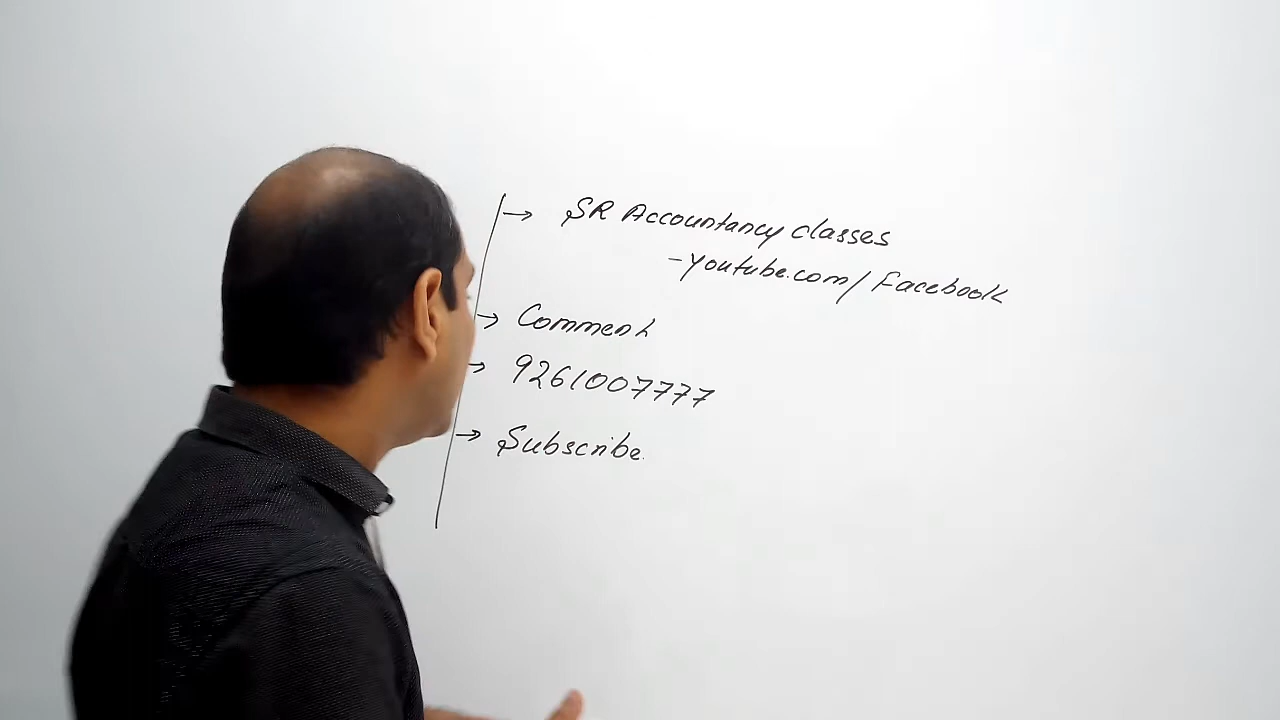 → SR Accountancy classes
- Youtube.com/ Facebook
→ Comment
→ 9261007777
→ Subscribe.